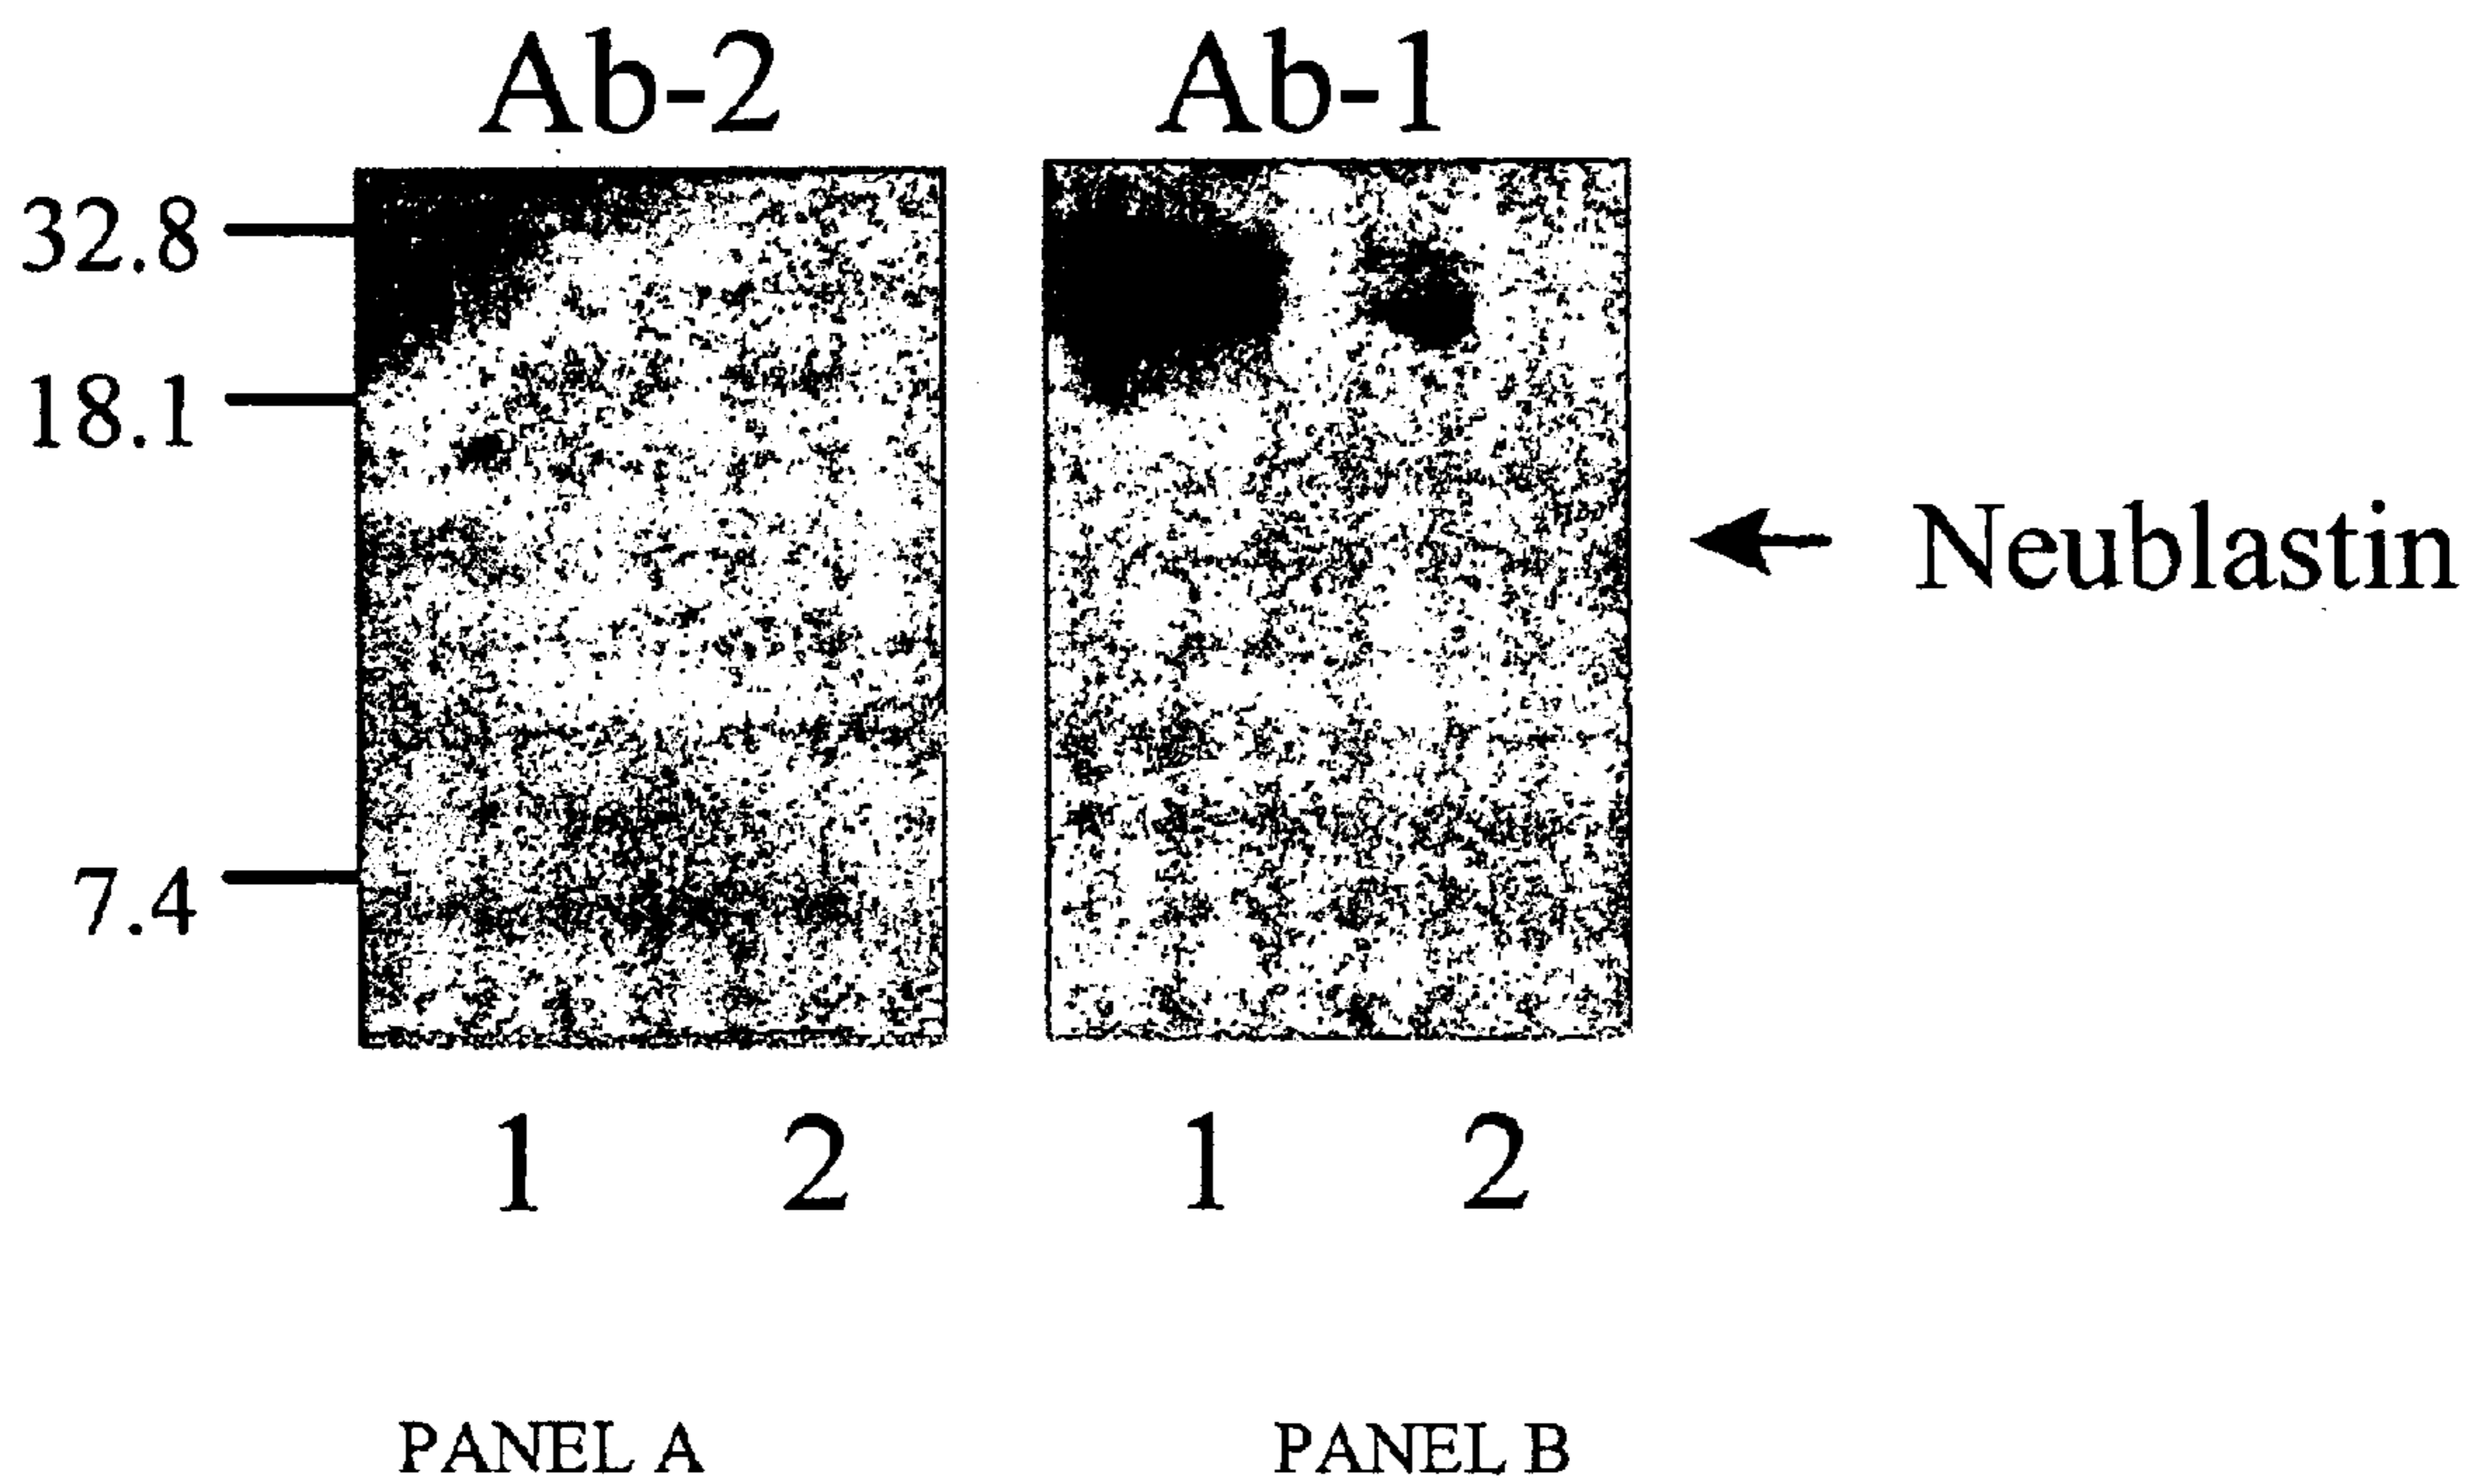 Ab-2 Ab-1
32.8
18.1
Neublastin
7.4
1 2 1 2
PANEL A PANEL B